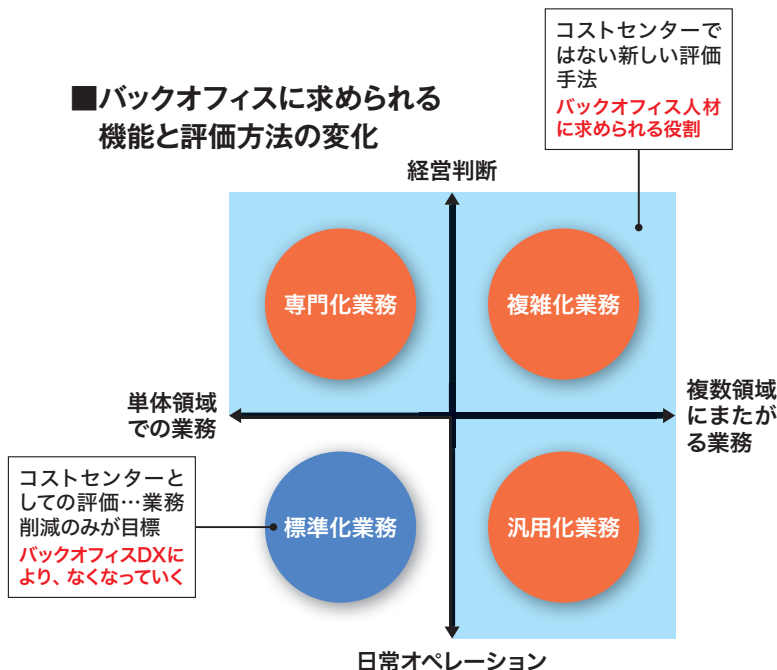 コストセンターで
はない新しい評価
手法
バックオフィス人材
に求められる役割
■バックオフィスに求められる
機能と評価方法の変化
経営判断
専門化業務
複雑化業務
単体領域
での業務
複数領域
にまたが
る業務
コストセンターと
しての評価…業務
削減のみが目標
バックオフィスDXに
より、なくなっていく
標準化業務
汎用化業務
日常オペレーション